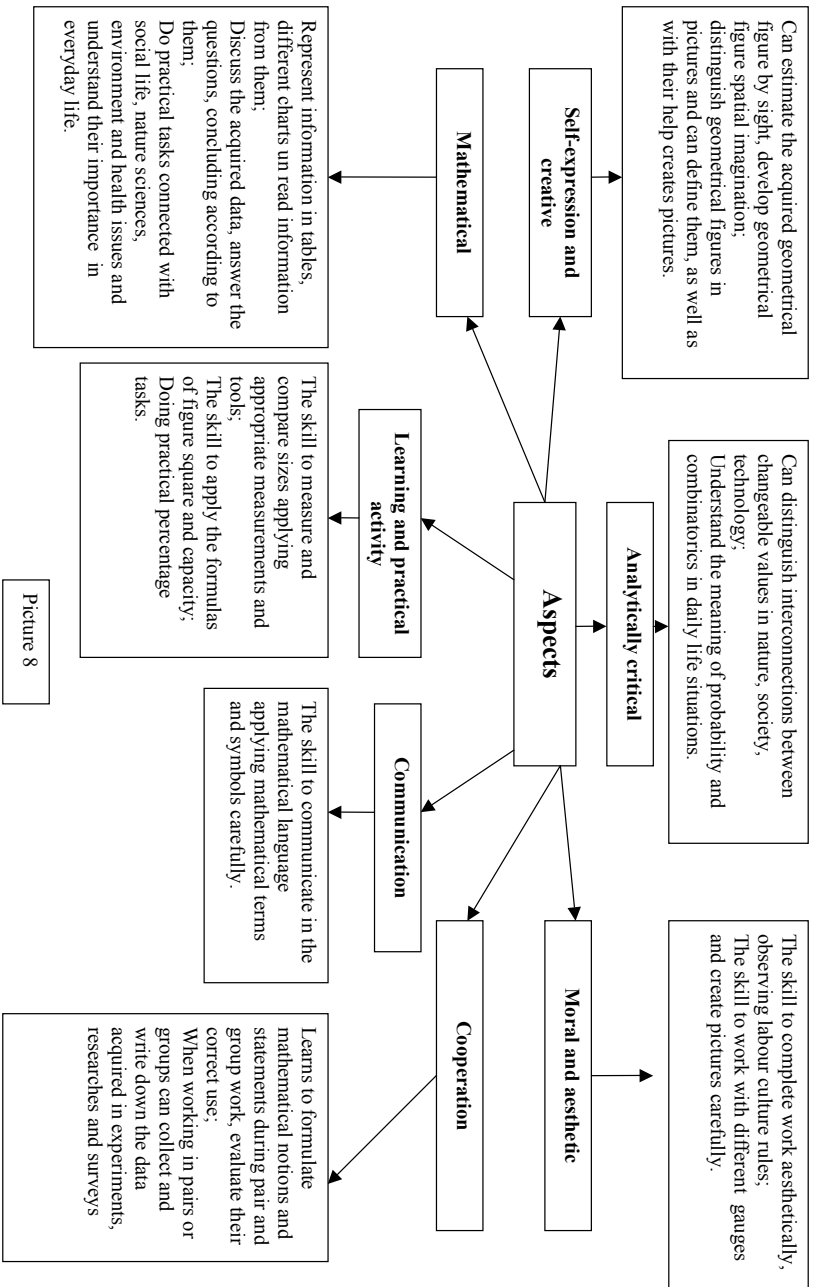 Can estimate the acquired geometrical
figure by sight, develop geometrical
figure spatial imagination;
distinguish geometrical figures in
pictures and can define them, as well as
with their help creates pictures.
Can distinguish interconnections between
changeable values in nature, society,
technology;
Understand the meaning of probability and
combinatorics in daily life situations.
The skill to complete work aesthetically,
observing labour culture rules;
The skill to work with different gauges
and create pictures carefully.
Self-expression and
creative
Analytically critical
Moral and aesthetic
Aspects
Mathematical
Learning and practical
activity
Communication
Cooperation
Represent information in tables,
different charts un read information
from them;
Discuss the acquired data, answer the
questions, concluding according to
them;
Do practical tasks connected with
social life, nature sciences,
environment and health issues and
understand their importance in
everyday life.
The skill to measure and
compare sizes applying
appropriate measurements and
tools;
The skill to apply the formulas
of figure square and capacity;
Doing practical percentage
tasks.
The skill to communicate in the
mathematical language
applying mathematical terms
and symbols carefully.
Learns to formulate
mathematical notions and
statements during pair and
group work, evaluate their
correct use;
When working in pairs or
groups can collect and
write down the data
acquired in experiments,
researches and surveys
Picture 8